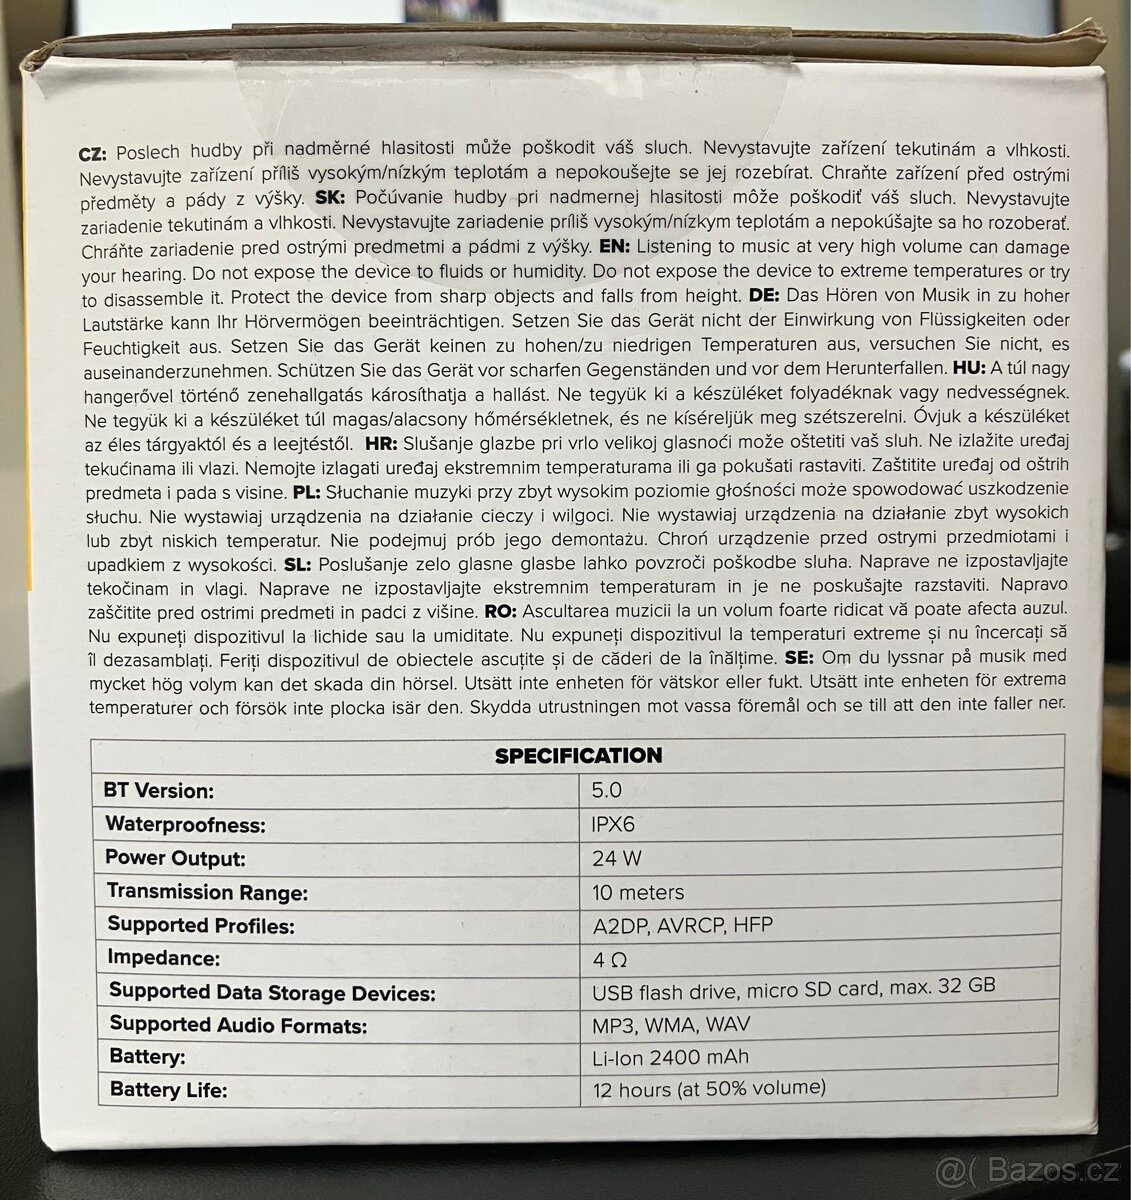 CZ: Poslech hudby při nadměrné hlasitosti může poškodit váš sluch. Nevystavujte zařízení tekutinám a vlhkosti.
Nevystavujte zařízení příliš vysokým/nízkým teplotám a nepokoušejte se jej rozebírat. Chraňte zařízení před ostrými
předměty a pády z výšky. SK: Počúvanie hudby pri nadmernej hlasitosti môže poškodiť váš sluch. Nevystavujte
zariadenie tekutinám a vlhkosti. Nevystavujte zariadenie príliš vysokým/nízkym teplotám a nepokúšajte sa ho rozoberať.
Chráňte zariadenie pred ostrými predmetmi a pádmi z výšky. EN: Listening to music at very high volume can damage
your hearing. Do not expose the device to fluids or humidity. Do not expose the device to extreme temperatures or try
to disassemble it. Protect the device from sharp objects and falls from height. DE: Das Hören von Musik in zu hoher
Lautstärke kann Ihr Hörvermögen beeinträchtigen. Setzen Sie das Gerät nicht der Einwirkung von Flüssigkeiten oder
Feuchtigkeit aus. Setzen Sie das Gerät keinen zu hohen/zu niedrigen Temperaturen aus, versuchen Sie nicht, es
auseinanderzunehmen. Schützen Sie das Gerät vor scharfen Gegenständen und vor dem Herunterfallen. HU: A túl nagy
hangerővel történő zenehallgatás károsíthatja a hallást. Ne tegyük ki a készüléket folyadéknak vagy nedvességnek.
Ne tegyük ki a készüléket túl magas/alacsony hőmérsékletnek, és ne kíséreljük meg szétszerelni. Óvjuk a készüléket
az éles tárgyaktól és a leejtéstől. HR: Slušanje glazbe pri vrlo velikoj glasnoći može oštetiti vaš sluh. Ne izlažite uređaj
tekućinama ili vlazi. Nemojte izlagati uređaj ekstremnim temperaturama ili ga pokušati rastaviti. Zaštitite uređaj od oštrih
predmeta i pada s visine. PL: Słuchanie muzyki przy zbyt wysokim poziomie głośności może spowodować uszkodzenie
słuchu. Nie wystawiaj urządzenia na działanie cieczy i wilgoci. Nie wystawiaj urządzenia na działanie zbyt wysokich
lub zbyt niskich temperatur. Nie podejmuj prób jego demontażu. Chroń urządzenie przed ostrymi przedmiotami i
upadkiem z wysokości. SL: Poslušanje zelo glasne glasbe lahko povzroči poškodbe sluha. Naprave ne izpostavljajte
tekočinam in vlagi. Naprave ne izpostavljajte ekstremnim temperaturam in je ne poskušajte razstaviti. Napravo
zaščitite pred ostrimi predmeti in padci z višine. RO: Ascultarea muzicii la un volum foarte ridicat vă poate afecta auzul.
Nu expuneți dispozitivul la lichide sau la umiditate. Nu expuneți dispozitivul la temperaturi extreme și nu încercați să
îl dezasamblați. Feriți dispozitivul de obiectele ascuțite și de căderi de la înălțime. SE: Om du lyssnar på musik med
mycket hög volym kan det skada din hörsel. Utsätt inte enheten för vätskor eller fukt. Utsätt inte enheten för extrema
temperaturer och försök inte plocka isär den. Skydda utrustningen mot vassa föremål och se till att den inte faller ner.
SPECIFICATION
BT Version: 5.0
Waterproofness: IPX6
Power Output: 24 W
Transmission Range: 10 meters
Supported Profiles: A2DP, AVRCP, HFP
Impedance: 4 Ω
Supported Data Storage Devices: USB flash drive, micro SD card, max. 32 GB
Supported Audio Formats: MP3, WMA, WAV
Battery: Li-Ion 2400 mAh
Battery Life: 12 hours (at 50% volume)
@( Bazos.cz